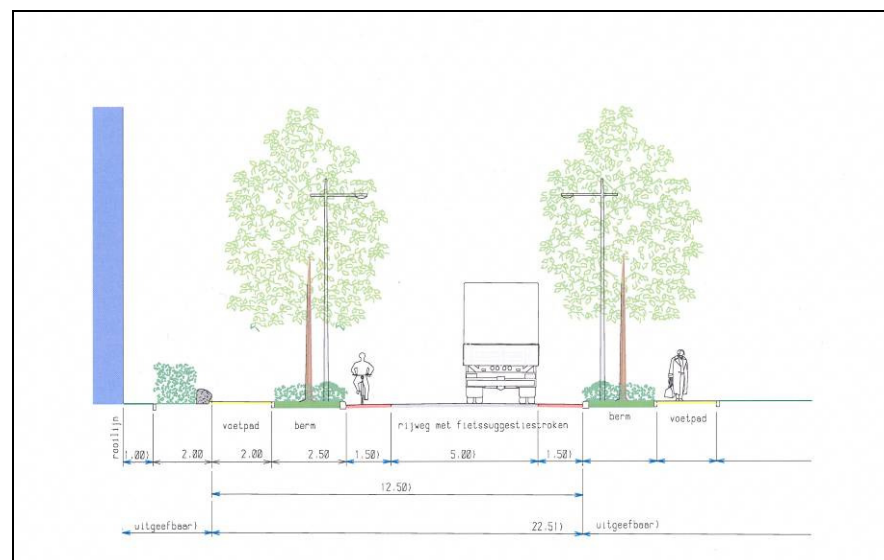 rooilijn
voetpad berm rijweg met fietssuggestiestroken berm voetpad
1.00) 2.00 2.00 2.50 1.50) 5.00) 1.50)
12.50)
uitgeefbaar) 22.51) uitgeefbaar)